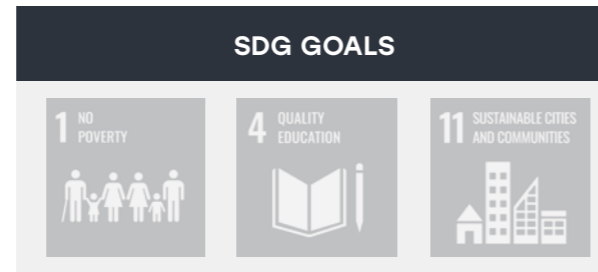 SDG GOALS
1 NO
POVERTY
4 QUALITY
EDUCATION
11 SUSTAINABLE CITIES
AND COMMUNITIES